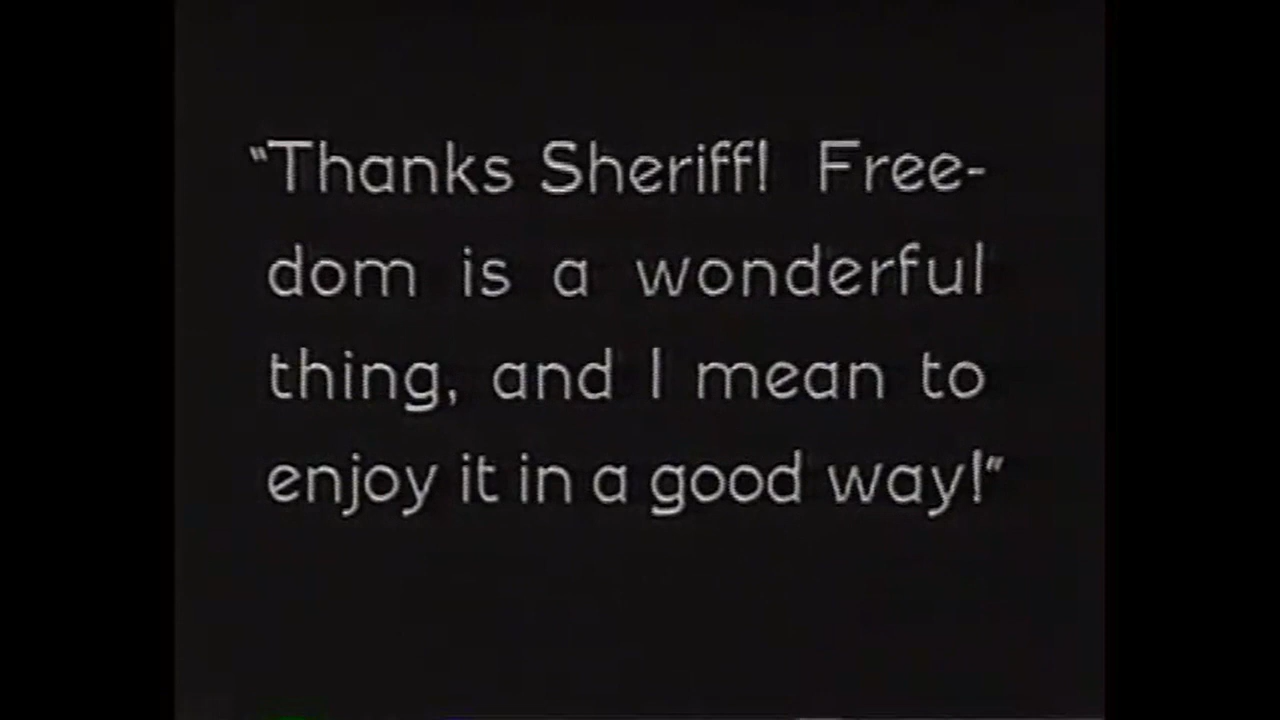 "Thanks Sheriff! Free-
dom is a wonderful
thing, and I mean to
enjoy it in a good way!"